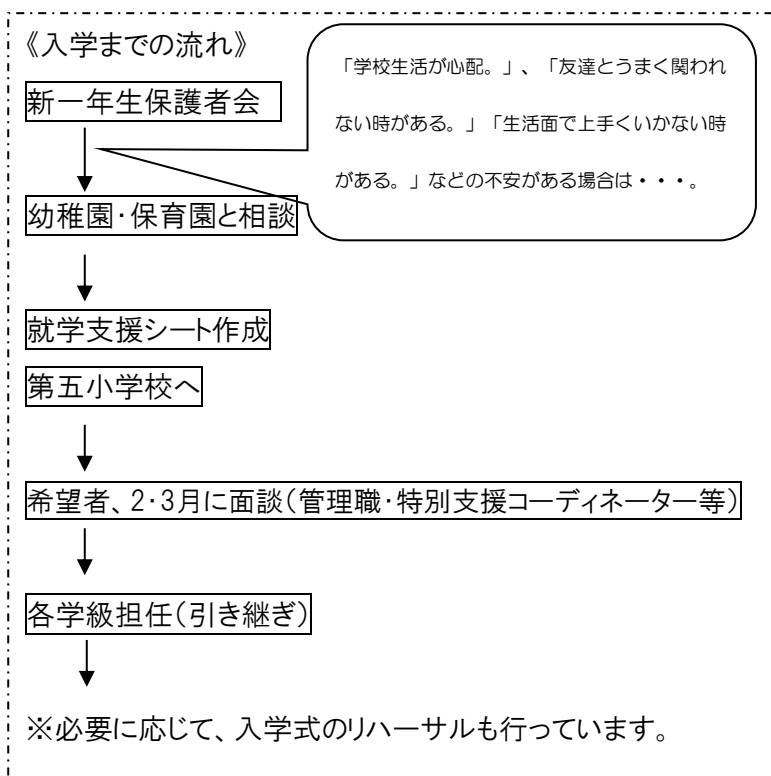 《入学までの流れ》
新一年生保護者会
「学校生活が心配。」、「友達とうまく関われ
ない時がある。」「生活面で上手くいかない時
がある。」などの不安がある場合は・・・。
幼稚園・保育園と相談
就学支援シート作成
第五小学校へ
希望者、2・3月に面談(管理職・特別支援コーディネーター等)
各学級担任(引き継ぎ)
※必要に応じて、入学式のリハーサルも行っています。